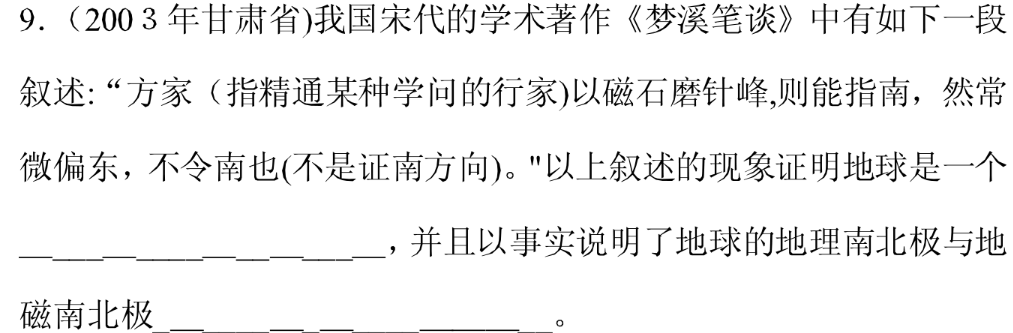 9.（2003年甘肃省)我国宋代的学术著作《梦溪笔谈》中有如下一段
叙述:“方家（指精通某种学问的行家)以磁石磨针峰,则能指南，然常
微偏东，不令南也(不是证南方向)。"以上叙述的现象证明地球是一个
__________________，并且以事实说明了地球的地理南北极与地
磁南北极__________________。